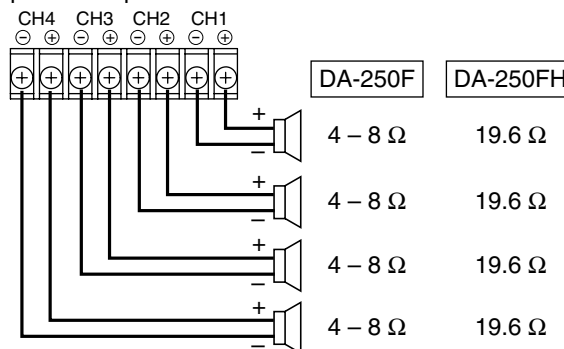 CH4 CH3 CH2 CH1
⊖ ⊕ ⊖ ⊕ ⊖ ⊕ ⊖ ⊕
+ + + + + + + +
DA-250F DA-250FH
+
− 4 – 8 Ω 19.6 Ω
+
− 4 – 8 Ω 19.6 Ω
+
− 4 – 8 Ω 19.6 Ω
+
− 4 – 8 Ω 19.6 Ω